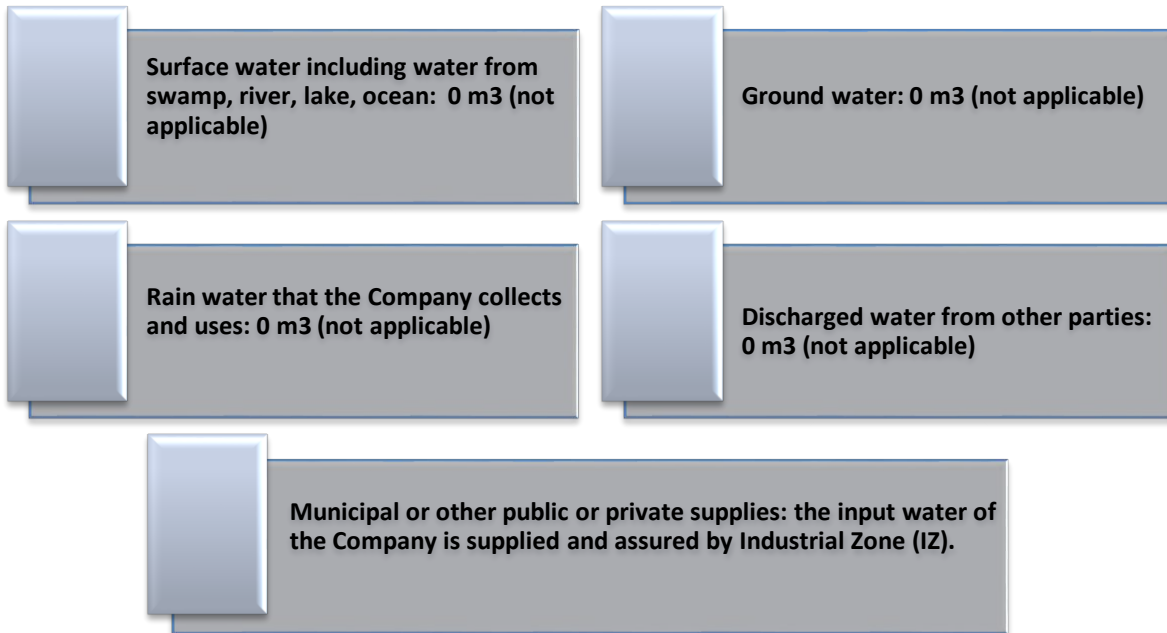 Surface water including water from
swamp, river, lake, ocean: 0 m3 (not
applicable)
Ground water: 0 m3 (not applicable)
Rain water that the Company collects
and uses: 0 m3 (not applicable)
Discharged water from other parties:
0 m3 (not applicable)
Municipal or other public or private supplies: the input water of
the Company is supplied and assured by Industrial Zone (IZ).